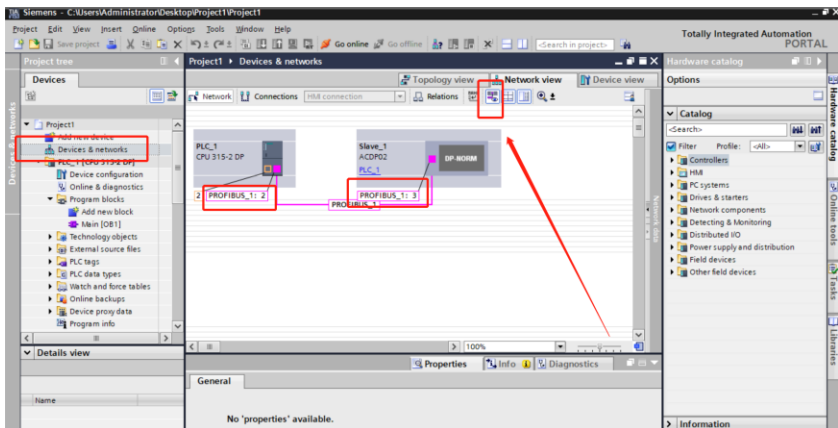 Siemens - C:\Users\Administrator\Desktop\Project1\Project1
Project Edit View Insert Online Options Tools Window Help
Totally Integrated Automation
PORTAL
Save project
Go online
Go offline
<Search in project>
Project tree
Project1 ▸ Devices & networks
Hardware catalog
Devices
Topology view
Network view
Device view
Options
Network
Connections
HMI connection
Relations
Catalog
<Search>
Filter
Profile:
<All>
Project1
Add new device
Devices & networks
PLC_1 [CPU 315-2 DP]
Device configuration
Online & diagnostics
Program blocks
Add new block
Main [OB1]
Technology objects
External source files
PLC tags
PLC data types
Watch and force tables
Online backups
Device proxy data
Program info
PLC_1
CPU 315-2 DP
Slave_1
ACDP02
PLC_1
DP-NORM
2
PROFIBUS_1: 2
PROFIBUS_1: 3
PROFIBUS_1
Controllers
HMI
PC systems
Drives & starters
Network components
Detecting & Monitoring
Distributed I/O
Power supply and distribution
Field devices
Other field devices
100%
Details view
Name
Properties
Info
Diagnostics
General
No 'properties' available.
Information
Devices & networks
Network data
Hardware catalog
Online tools
Tasks
Libraries